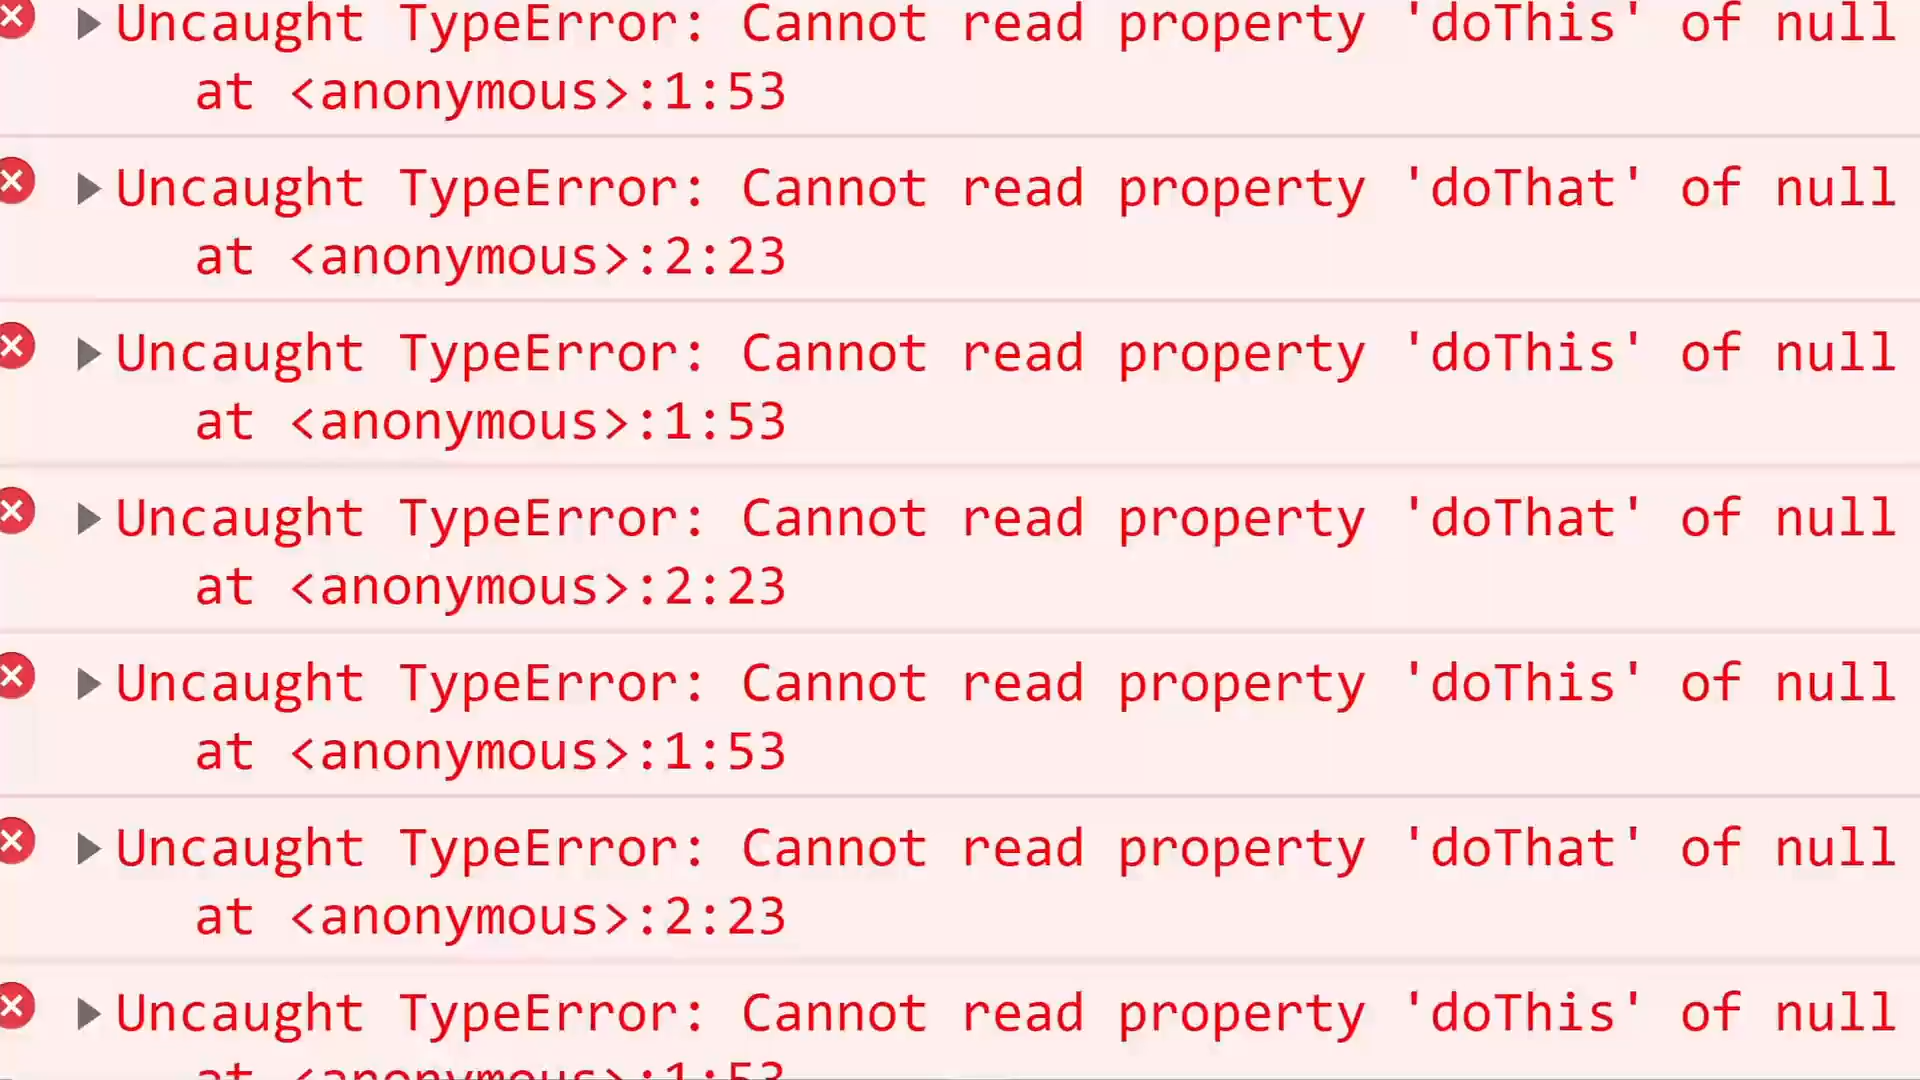 Uncaught TypeError: Cannot read property 'doThis' of null
at <anonymous>:1:53
Uncaught TypeError: Cannot read property 'doThat' of null
at <anonymous>:2:23
Uncaught TypeError: Cannot read property 'doThis' of null
at <anonymous>:1:53
Uncaught TypeError: Cannot read property 'doThat' of null
at <anonymous>:2:23
Uncaught TypeError: Cannot read property 'doThis' of null
at <anonymous>:1:53
Uncaught TypeError: Cannot read property 'doThat' of null
at <anonymous>:2:23
Uncaught TypeError: Cannot read property 'doThis' of null
at <anonymous>:1:53